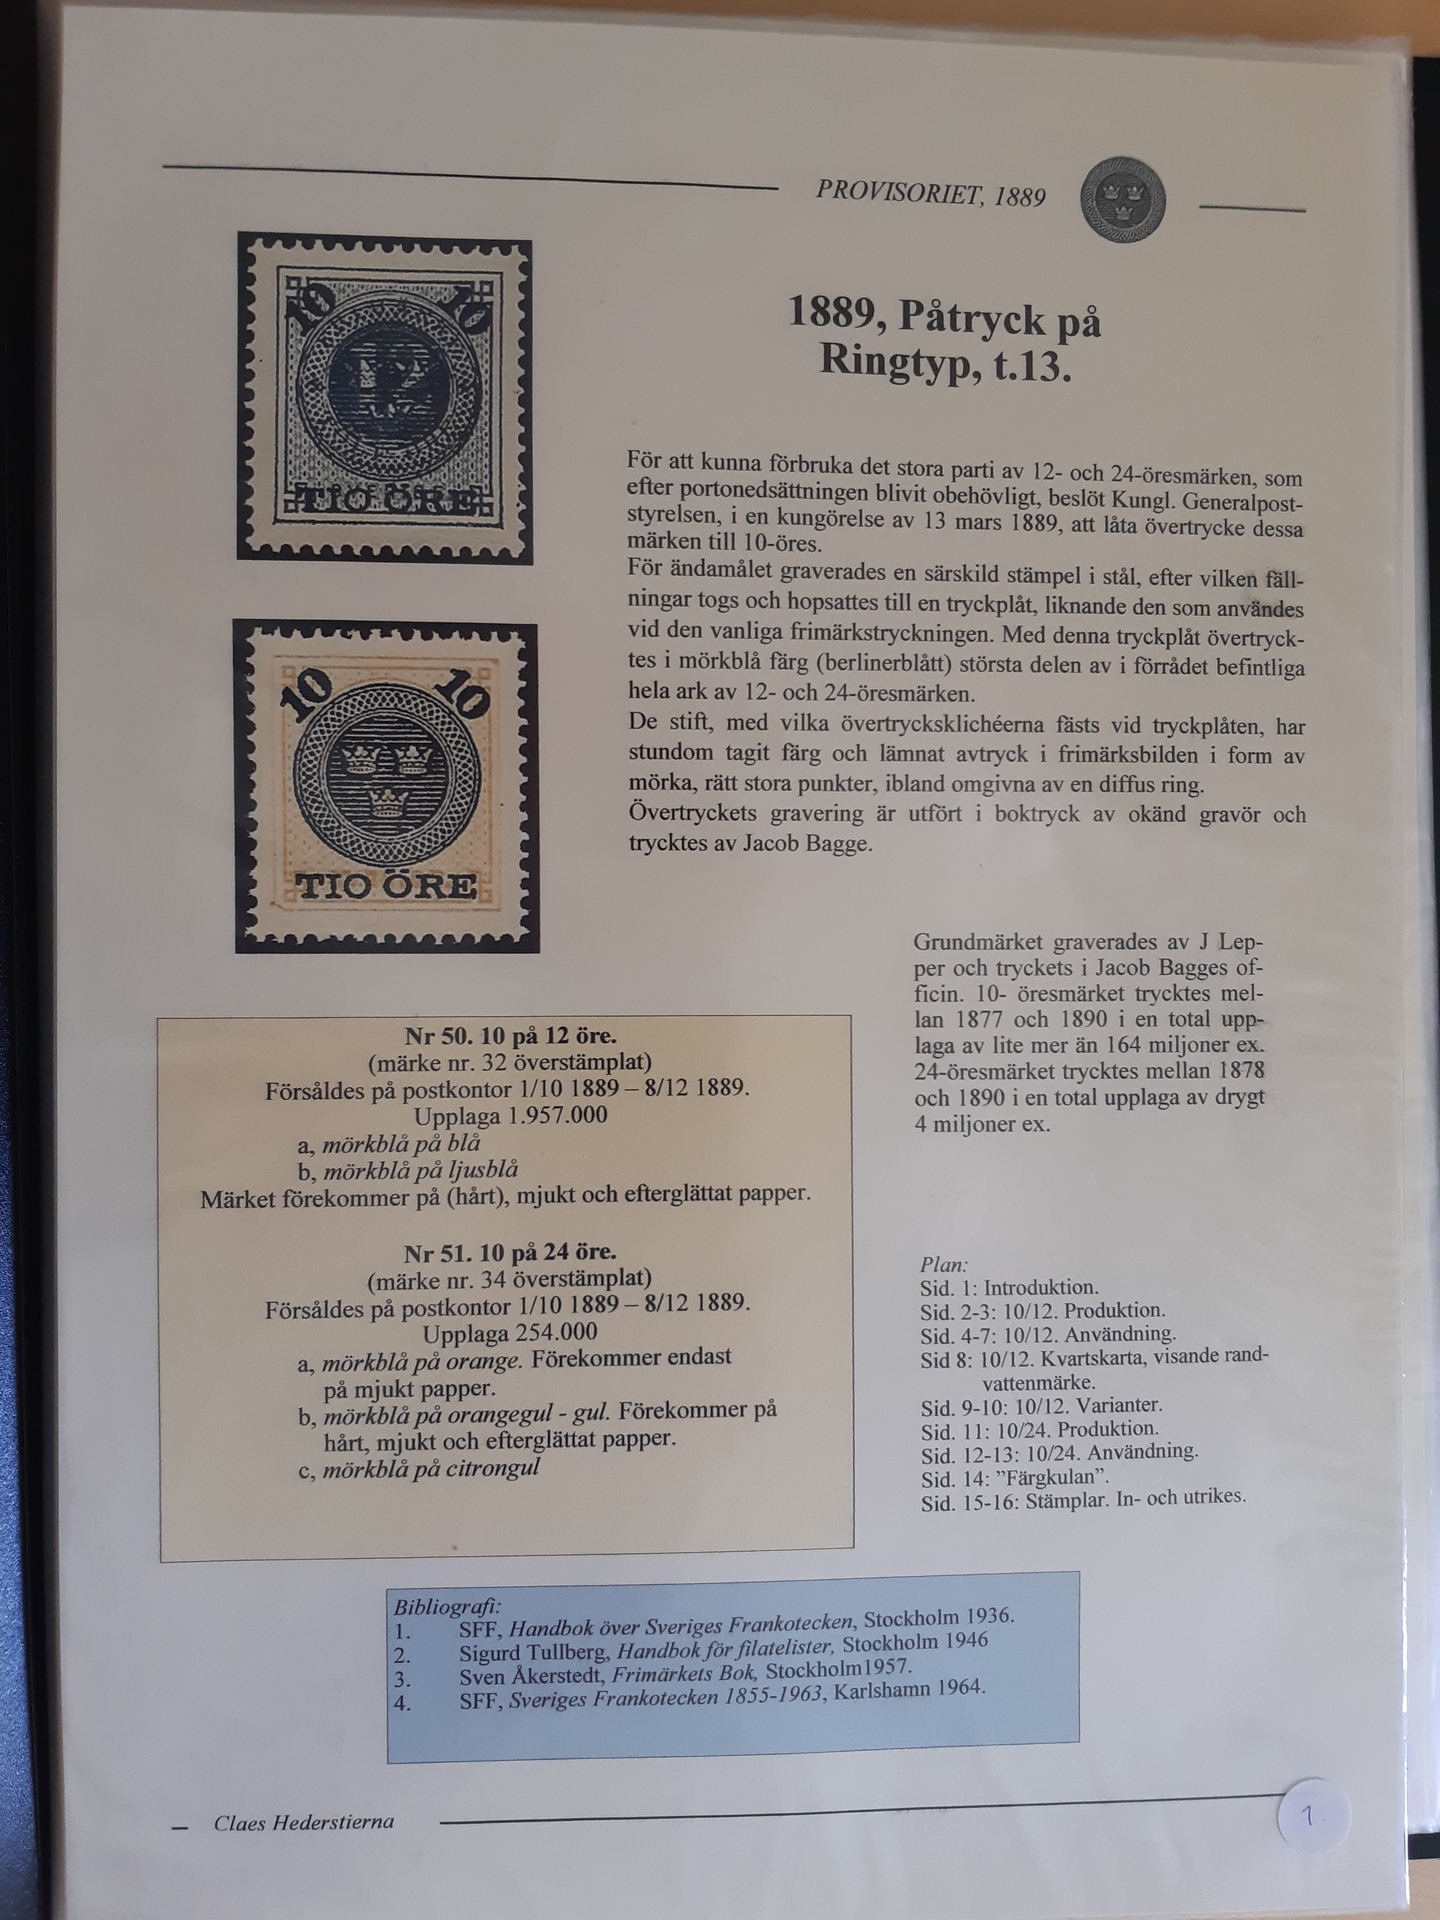 PROVISORIET, 1889
10 10
TIO ÖRE
10 10
TIO ÖRE
1889, Påtryck på
Ringtyp, t.13.
För att kunna förbruka det stora parti av 12- och 24-öresmärken, som
efter portonedsättningen blivit obehövligt, beslöt Kungl. Generalpost-
styrelsen, i en kungörelse av 13 mars 1889, att låta övertrycke dessa
märken till 10-öres.
För ändamålet graverades en särskild stämpel i stål, efter vilken fäll-
ningar togs och hopsattes till en tryckplåt, liknande den som användes
vid den vanliga frimärkstryckningen. Med denna tryckplåt övertryck-
tes i mörkblå färg (berlinerblått) största delen av i förrådet befintliga
hela ark av 12- och 24-öresmärken.
De stift, med vilka övertrycksklichéerna fästs vid tryckplåten, har
stundom tagit färg och lämnat avtryck i frimärksbilden i form av
mörka, rätt stora punkter, ibland omgivna av en diffus ring.
Övertryckets gravering är utfört i boktryck av okänd gravör och
trycktes av Jacob Bagge.
Grundmärket graverades av J Lep-
per och tryckets i Jacob Bagges of-
ficin. 10- öresmärket trycktes mel-
lan 1877 och 1890 i en total upp-
laga av lite mer än 164 miljoner ex.
24-öresmärket trycktes mellan 1878
och 1890 i en total upplaga av drygt
4 miljoner ex.
Nr 50. 10 på 12 öre.
(märke nr. 32 överstämplat)
Försåldes på postkontor 1/10 1889 – 8/12 1889.
Upplaga 1.957.000
a, mörkblå på blå
b, mörkblå på ljusblå
Märket förekommer på (hårt), mjukt och efterglättat papper.
Nr 51. 10 på 24 öre.
(märke nr. 34 överstämplat)
Försåldes på postkontor 1/10 1889 – 8/12 1889.
Upplaga 254.000
a, mörkblå på orange. Förekommer endast
på mjukt papper.
b, mörkblå på orangegul - gul. Förekommer på
hårt, mjukt och efterglättat papper.
c, mörkblå på citrongul
Plan:
Sid. 1: Introduktion.
Sid. 2-3: 10/12. Produktion.
Sid. 4-7: 10/12. Användning.
Sid 8: 10/12. Kvartskarta, visande rand-
vattenmärke.
Sid. 9-10: 10/12. Varianter.
Sid. 11: 10/24. Produktion.
Sid. 12-13: 10/24. Användning.
Sid. 14: ”Färgkulan”.
Sid. 15-16: Stämplar. In- och utrikes.
Bibliografi:
1. SFF, Handbok över Sveriges Frankotecken, Stockholm 1936.
2. Sigurd Tullberg, Handbok för filatelister, Stockholm 1946
3. Sven Åkerstedt, Frimärkets Bok, Stockholm1957.
4. SFF, Sveriges Frankotecken 1855-1963, Karlshamn 1964.
Claes Hederstierna
1.